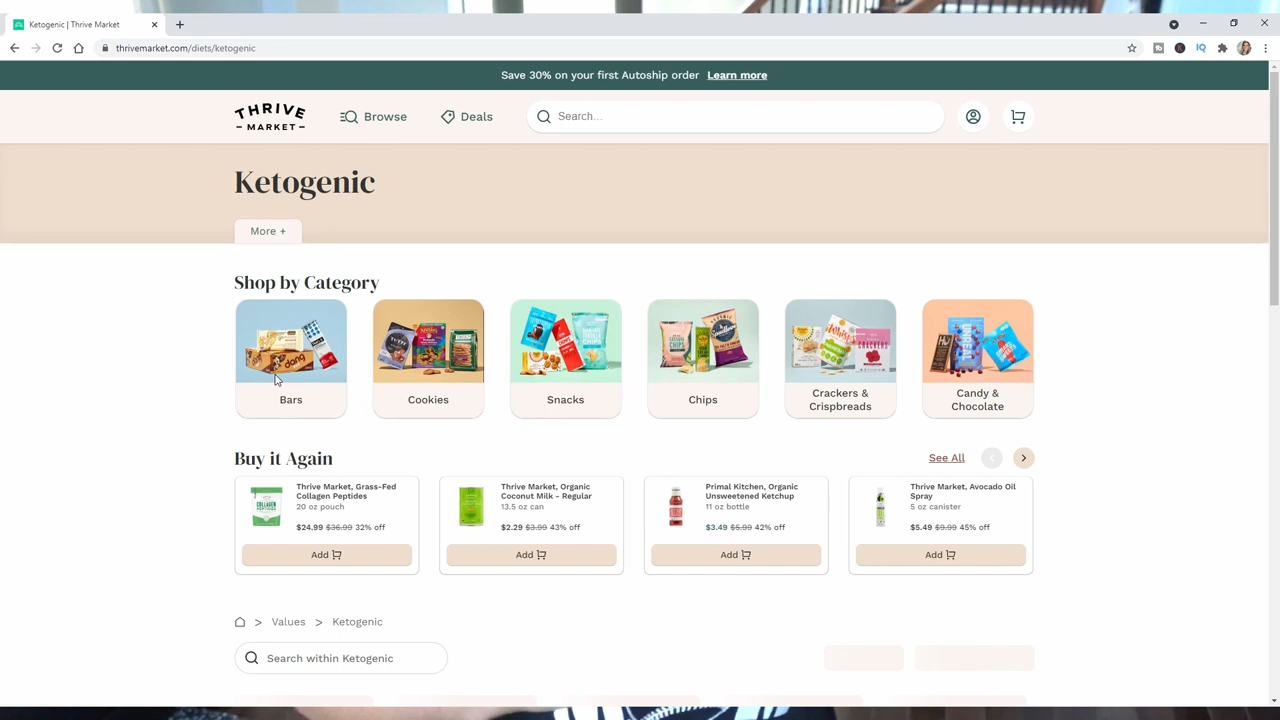 Ketogenic | Thrive Market
thrivemarket.com/diets/ketogenic
IQ
Save 30% on your first Autoship order Learn more
THRIVE
MARKET
Browse
Deals
Search...
Ketogenic
More +
Shop by Category
Bars
Cookies
Snacks
Chips
Crackers &
Crispbreads
Candy &
Chocolate
Buy it Again
See All
Thrive Market, Grass-Fed
Collagen Peptides
20 oz pouch
$24.99 $36.99 32% off
Add
Thrive Market, Organic
Coconut Milk - Regular
13.5 oz can
$2.29 $3.99 43% off
Add
Primal Kitchen, Organic
Unsweetened Ketchup
11 oz bottle
$3.49 $5.99 42% off
Add
Thrive Market, Avocado Oil
Spray
5 oz canister
$5.49 $9.99 45% off
Add
> Values > Ketogenic
Search within Ketogenic